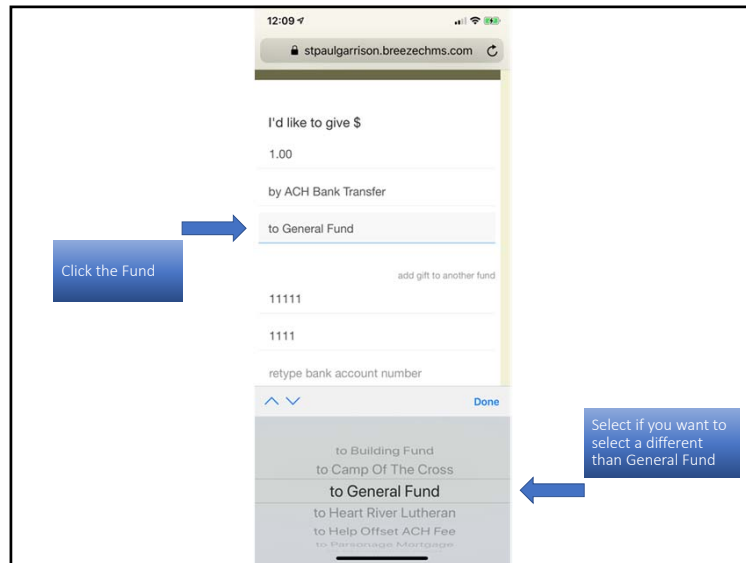 12:09
stpaulgarrison.breezechms.com
I'd like to give $
1.00
by ACH Bank Transfer
to General Fund
Click the Fund
add gift to another fund
11111
1111
retype bank account number
Done
Select if you want to
select a different
than General Fund
to Building Fund
to Camp Of The Cross
to General Fund
to Heart River Lutheran
to Help Offset ACH Fee
to Parsonage Mortgage